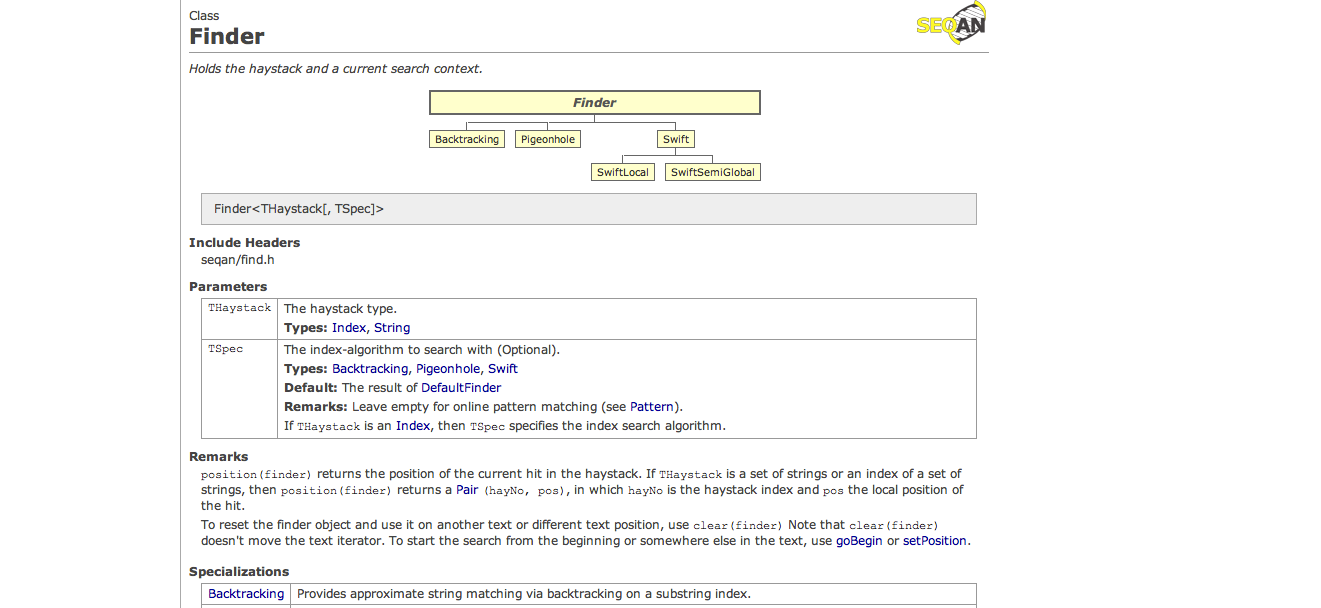 Class
Finder
SEQAN
Holds the haystack and a current search context.
Finder
Backtracking Pigeonhole Swift
SwiftLocal SwiftSemiGlobal
Finder<THaystack[, TSpec]>
Include Headers
seqan/find.h
Parameters
THaystack The haystack type.
Types: Index, String
TSpec The index-algorithm to search with (Optional).
Types: Backtracking, Pigeonhole, Swift
Default: The result of DefaultFinder
Remarks: Leave empty for online pattern matching (see Pattern).
If THaystack is an Index, then TSpec specifies the index search algorithm.
Remarks
position(finder) returns the position of the current hit in the haystack. If THaystack is a set of strings or an index of a set of
strings, then position(finder) returns a Pair (hayNo, pos), in which hayNo is the haystack index and pos the local position of
the hit.
To reset the finder object and use it on another text or different text position, use clear(finder) Note that clear(finder)
doesn't move the text iterator. To start the search from the beginning or somewhere else in the text, use goBegin or setPosition.
Specializations
Backtracking Provides approximate string matching via backtracking on a substring index.